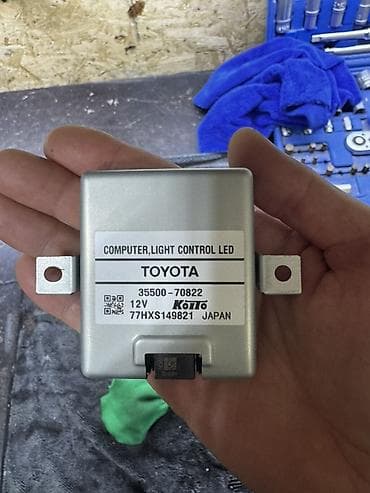 COMPUTER,LIGHT CONTROL LED
TOYOTA
35500-70822
12V KOITO
77HXS149821 JAPAN